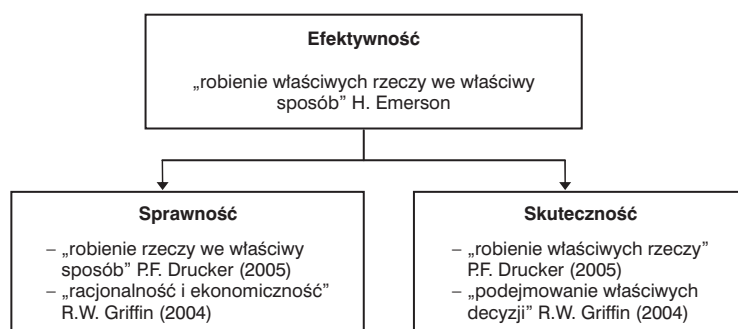 Efektywność
„robienie właściwych rzeczy we właściwy
sposób” H. Emerson
Sprawność
– „robienie rzeczy we właściwy
sposób” P.F. Drucker (2005)
– „racjonalność i ekonomiczność”
R.W. Griffin (2004)
Skuteczność
– „robienie właściwych rzeczy”
P.F. Drucker (2005)
– „podejmowanie właściwych
decyzji” R.W. Griffin (2004)